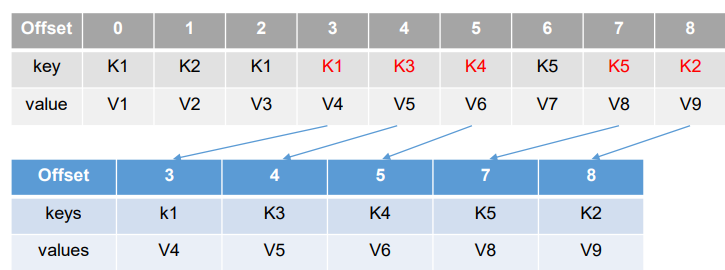 Offset 0 1 2 3 4 5 6 7 8
key K1 K2 K1 K1 K3 K4 K5 K5 K2
value V1 V2 V3 V4 V5 V6 V7 V8 V9
Offset 3 4 5 7 8
keys k1 K3 K4 K5 K2
values V4 V5 V6 V8 V9